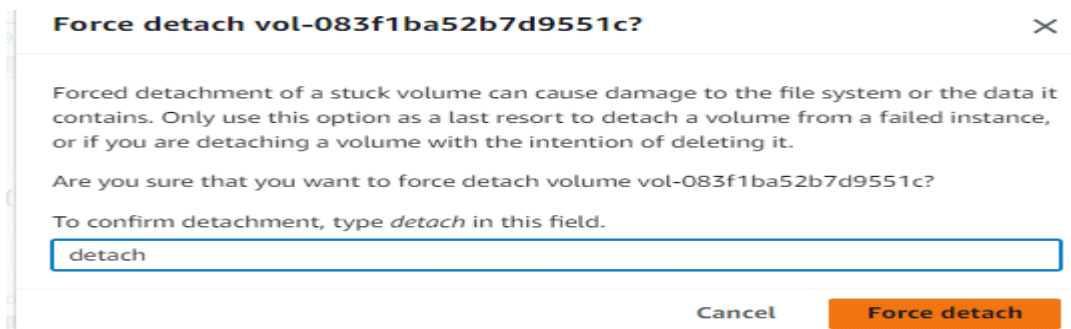 Force detach vol-083f1ba52b7d9551c?
Forced detachment of a stuck volume can cause damage to the file system or the data it
contains. Only use this option as a last resort to detach a volume from a failed instance,
or if you are detaching a volume with the intention of deleting it.
Are you sure that you want to force detach volume vol-083f1ba52b7d9551c?
To confirm detachment, type detach in this field.
detach
Cancel Force detach